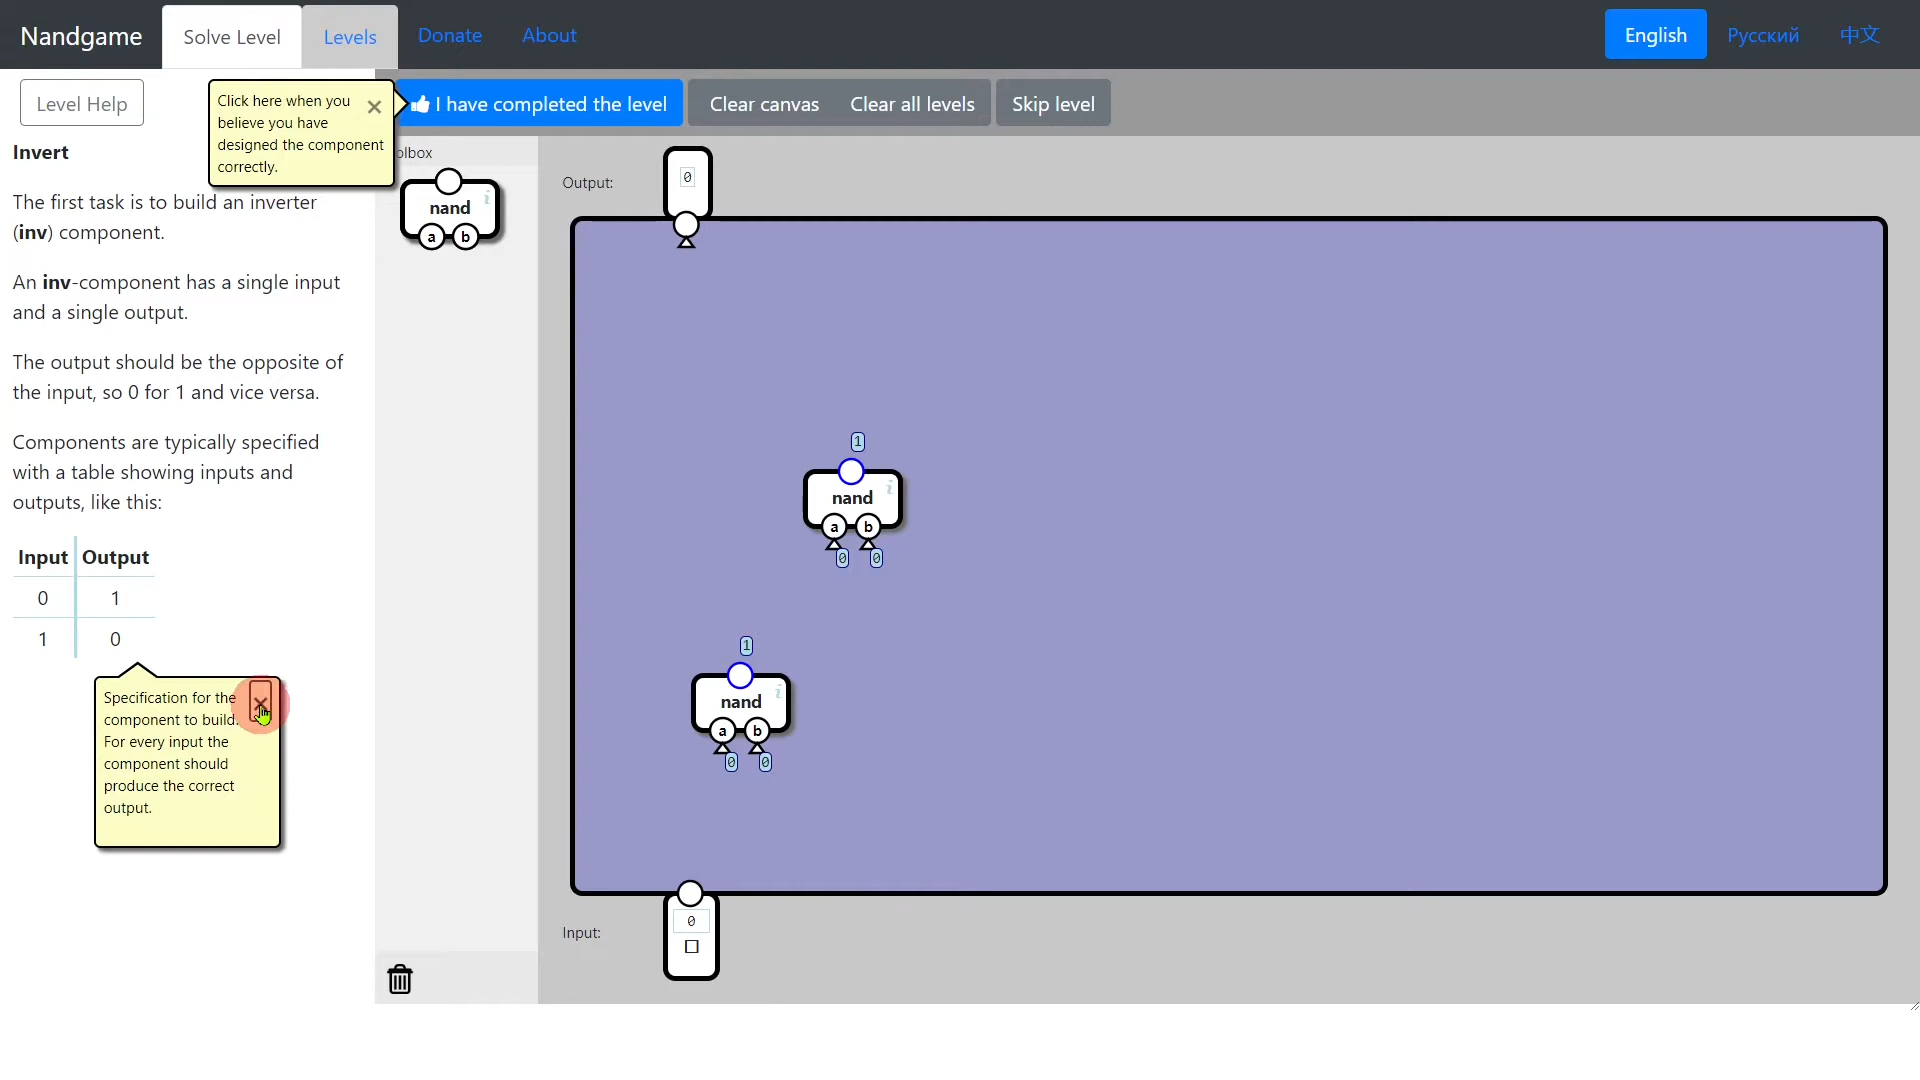 Nandgame
Solve Level
Levels
Donate
About
English
Русский
中文
Level Help
Click here when you
believe you have
designed the component
correctly.
I have completed the level
Clear canvas
Clear all levels
Skip level
Invert
The first task is to build an inverter
(inv) component.
An inv-component has a single input
and a single output.
The output should be the opposite of
the input, so 0 for 1 and vice versa.
Components are typically specified
with a table showing inputs and
outputs, like this:
Input Output
0 1
1 0
Specification for the
component to build.
For every input the
component should
produce the correct
output.
olbox
nand
i
a b
Output:
0
1
nand
i
a b
0 0
1
nand
i
a b
0 0
Input:
0